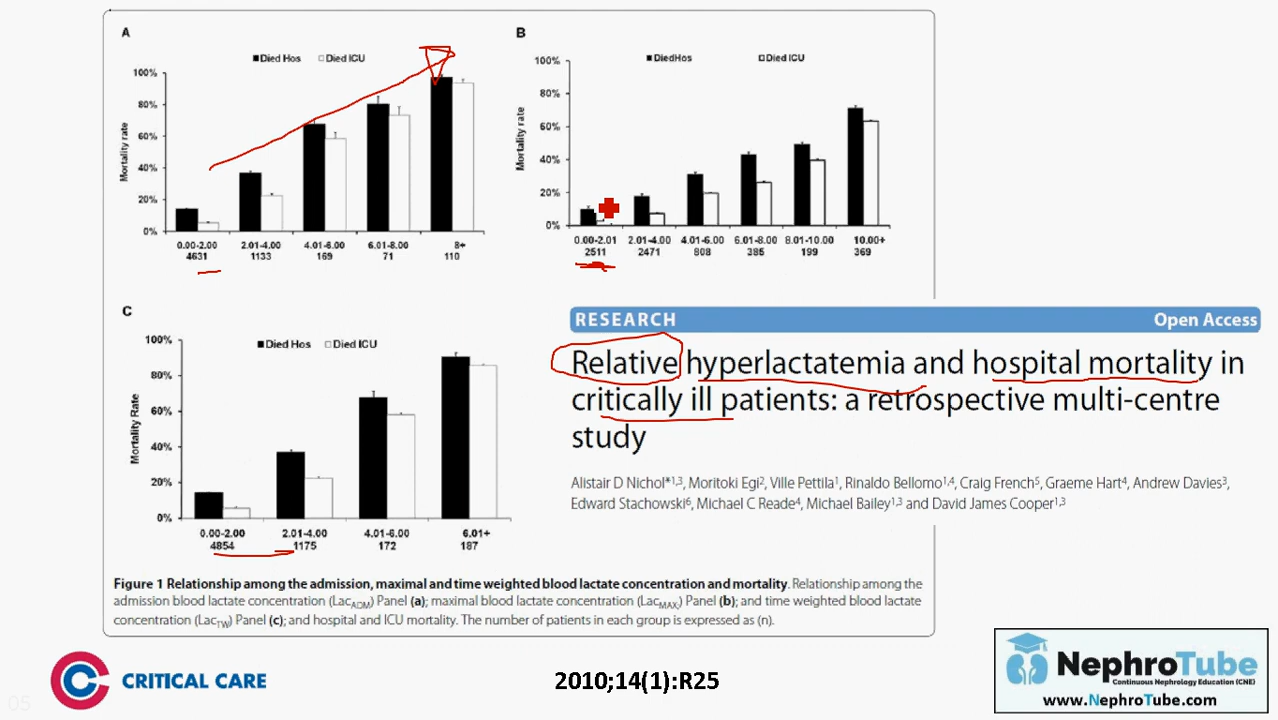 A
Died Hos Died ICU
100%
80%
60%
40%
20%
0%
Mortality rate
0.00-2.00 2.01-4.00 4.01-6.00 6.01-8.00 8+
4631 1133 169 71 110
B
DiedHos Died ICU
100%
80%
60%
40%
20%
0%
Mortality rate
0.00-2.01 2.01-4.00 4.01-6.00 6.01-8.00 8.01-10.00 10.00+
2511 2471 808 385 199 369
C
Died Hos Died ICU
100%
80%
60%
40%
20%
0%
Mortality Rate
0.00-2.00 2.01-4.00 4.01-6.00 6.01+
4854 1175 172 187
RESEARCH Open Access
Relative hyperlactatemia and hospital mortality in
critically ill patients: a retrospective multi-centre
study
Alistair D Nichol*1,3, Moritoki Egi2, Ville Pettila1, Rinaldo Bellomo1,4, Craig French5, Graeme Hart4, Andrew Davies3,
Edward Stachowski6, Michael C Reade4, Michael Bailey1,3 and David James Cooper1,3
Figure 1 Relationship among the admission, maximal and time weighted blood lactate concentration and mortality. Relationship among the
admission blood lactate concentration (LacADM) Panel (a); maximal blood lactate concentration (LacMAX;) Panel (b); and time weighted blood lactate
concentration (LacTW) Panel (c); and hospital and ICU mortality. The number of patients in each group is expressed as (n).
05
CRITICAL CARE
2010;14(1):R25
NephroTube
Continuous Nephrology Education (CNE)
www.NephroTube.com